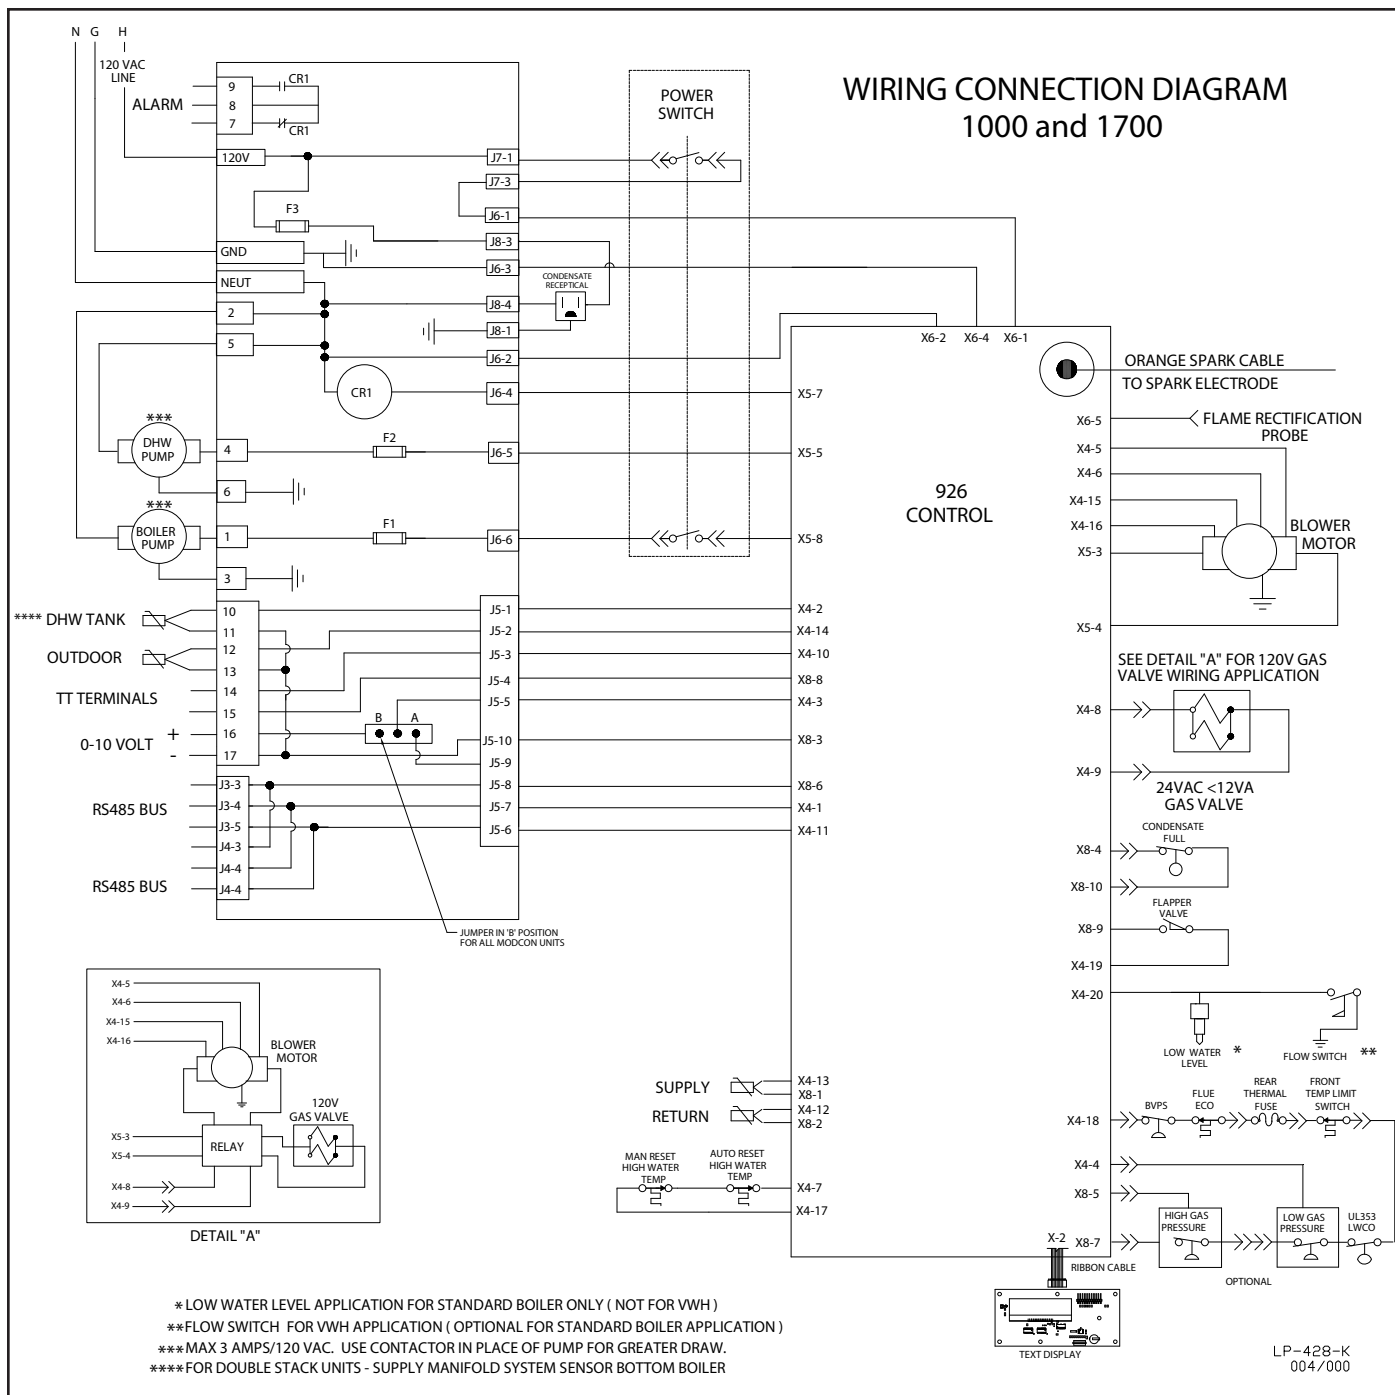 N G H
120 VAC
LINE
WIRING CONNECTION DIAGRAM
1000 and 1700
ALARM
9
8
7
CR1
CR1
120V
F3
GND
NEUT
2
5
CR1
J7-1
J7-3
J6-1
J8-3
J6-3
J8-4
J8-1
J6-2
J6-4
CONDENSATE
RECEPTICAL
POWER
SWITCH
***
DHW
PUMP
4
F2
J6-5
6
***
BOILER
PUMP
1
F1
J6-6
3
**** DHW TANK
OUTDOOR
TT TERMINALS
0-10 VOLT
+
-
10
11
12
13
14
15
16
17
B A
J5-1
J5-2
J5-3
J5-4
J5-5
J5-10
J5-9
J5-8
J5-7
J5-6
RS485 BUS
J3-3
J3-4
J3-5
J4-3
J4-4
J4-4
RS485 BUS
JUMPER IN 'B' POSITION
FOR ALL MODCON UNITS
X6-2 X6-4 X6-1
X5-7
X5-5
X5-8
926
CONTROL
X4-2
X4-14
X4-10
X8-8
X4-3
X8-3
X8-6
X4-1
X4-11
ORANGE SPARK CABLE
TO SPARK ELECTRODE
X6-5
FLAME RECTIFICATION
PROBE
X4-5
X4-6
X4-15
X4-16
X5-3
BLOWER
MOTOR
X5-4
SEE DETAIL "A" FOR 120V GAS
VALVE WIRING APPLICATION
X4-8
X4-9
24VAC <12VA
GAS VALVE
CONDENSATE
FULL
X8-4
X8-10
FLAPPER
VALVE
X8-9
X4-19
X4-20
LOW WATER
LEVEL
*
FLOW SWITCH
**
SUPPLY
RETURN
X4-13
X8-1
X4-12
X8-2
MAN RESET
HIGH WATER
TEMP
AUTO RESET
HIGH WATER
TEMP
X4-7
X4-17
X4-18
BVPS
FLUE
ECO
REAR
THERMAL
FUSE
FRONT
TEMP LIMIT
SWITCH
X4-4
X8-5
X8-7
HIGH GAS
PRESSURE
LOW GAS
PRESSURE
UL353
LWCO
OPTIONAL
X-2
RIBBON CABLE
TEXT DISPLAY
X4-5
X4-6
X4-15
X4-16
BLOWER
MOTOR
120V
GAS VALVE
X5-3
X5-4
RELAY
X4-8
X4-9
DETAIL "A"
*LOW WATER LEVEL APPLICATION FOR STANDARD BOILER ONLY ( NOT FOR VWH )
**FLOW SWITCH FOR VWH APPLICATION ( OPTIONAL FOR STANDARD BOILER APPLICATION )
***MAX 3 AMPS/120 VAC. USE CONTACTOR IN PLACE OF PUMP FOR GREATER DRAW.
****FOR DOUBLE STACK UNITS - SUPPLY MANIFOLD SYSTEM SENSOR BOTTOM BOILER
LP-428-K
004/000